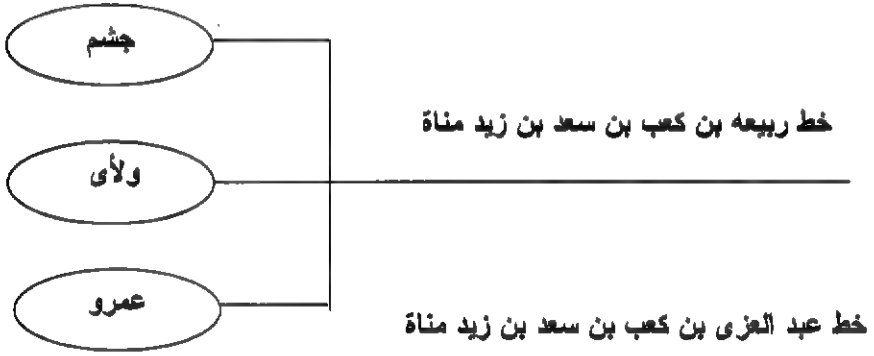 جشم
خط ربيعه بن كعب بن سعد بن زيد مناة
ولأى
عمرو
خط عبد العزى بن كعب بن سعد بن زيد مناة